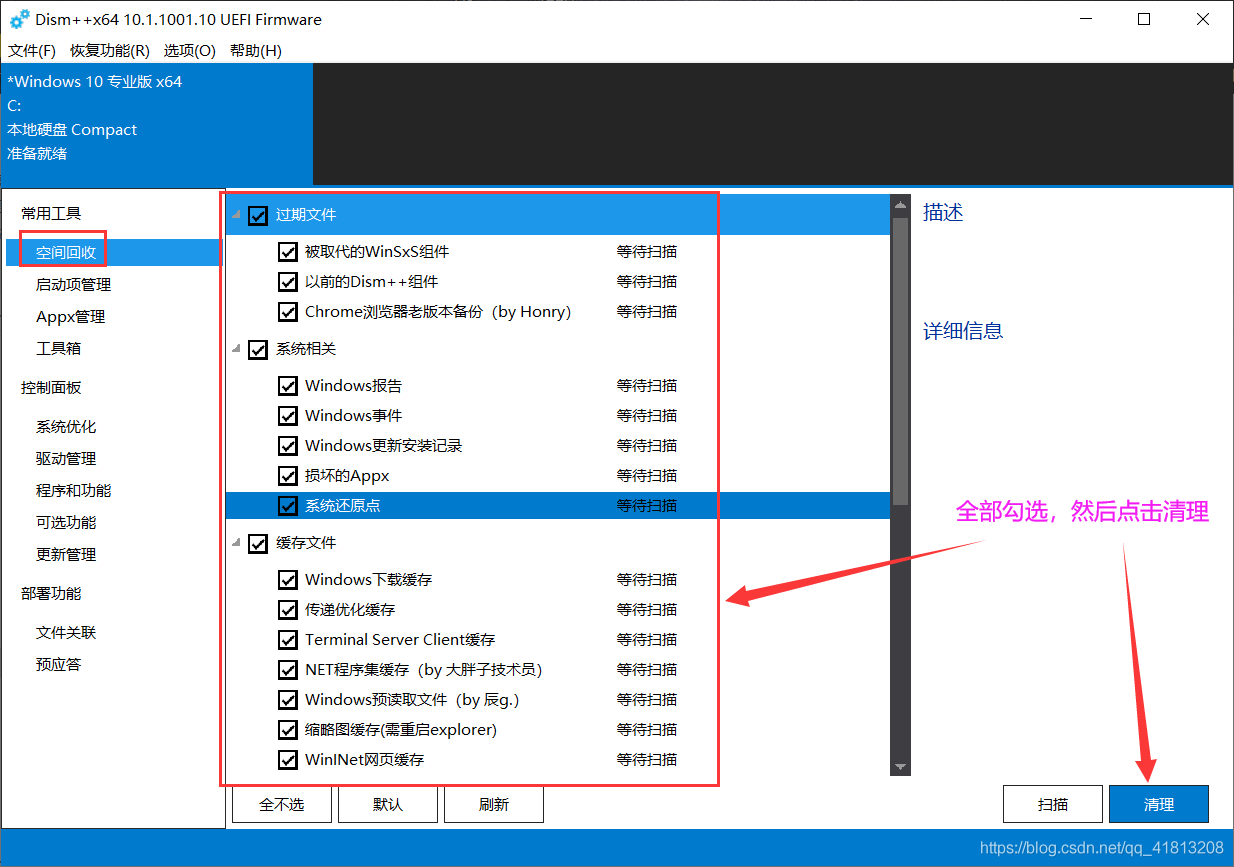 Dism++x64 10.1.1001.10 UEFI Firmware
文件(F) 恢复功能(R) 选项(O) 帮助(H)
*Windows 10 专业版 x64
C:
本地硬盘 Compact
准备就绪
常用工具
空间回收
启动项管理
Appx管理
工具箱
控制面板
系统优化
驱动管理
程序和功能
可选功能
更新管理
部署功能
文件关联
预应答
过期文件
被取代的WinSxS组件 等待扫描
以前的Dism++组件 等待扫描
Chrome浏览器老版本备份（by Honry） 等待扫描
系统相关
Windows报告 等待扫描
Windows事件 等待扫描
Windows更新安装记录 等待扫描
损坏的Appx 等待扫描
系统还原点 等待扫描
缓存文件
Windows下载缓存 等待扫描
传递优化缓存 等待扫描
Terminal Server Client缓存 等待扫描
NET程序集缓存（by 大胖子技术员） 等待扫描
Windows预读取文件（by 辰g.） 等待扫描
缩略图缓存(需重启explorer) 等待扫描
WinINet网页缓存 等待扫描
全不选 默认 刷新
描述
详细信息
全部勾选，然后点击清理
扫描 清理
https://blog.csdn.net/qq_41813208